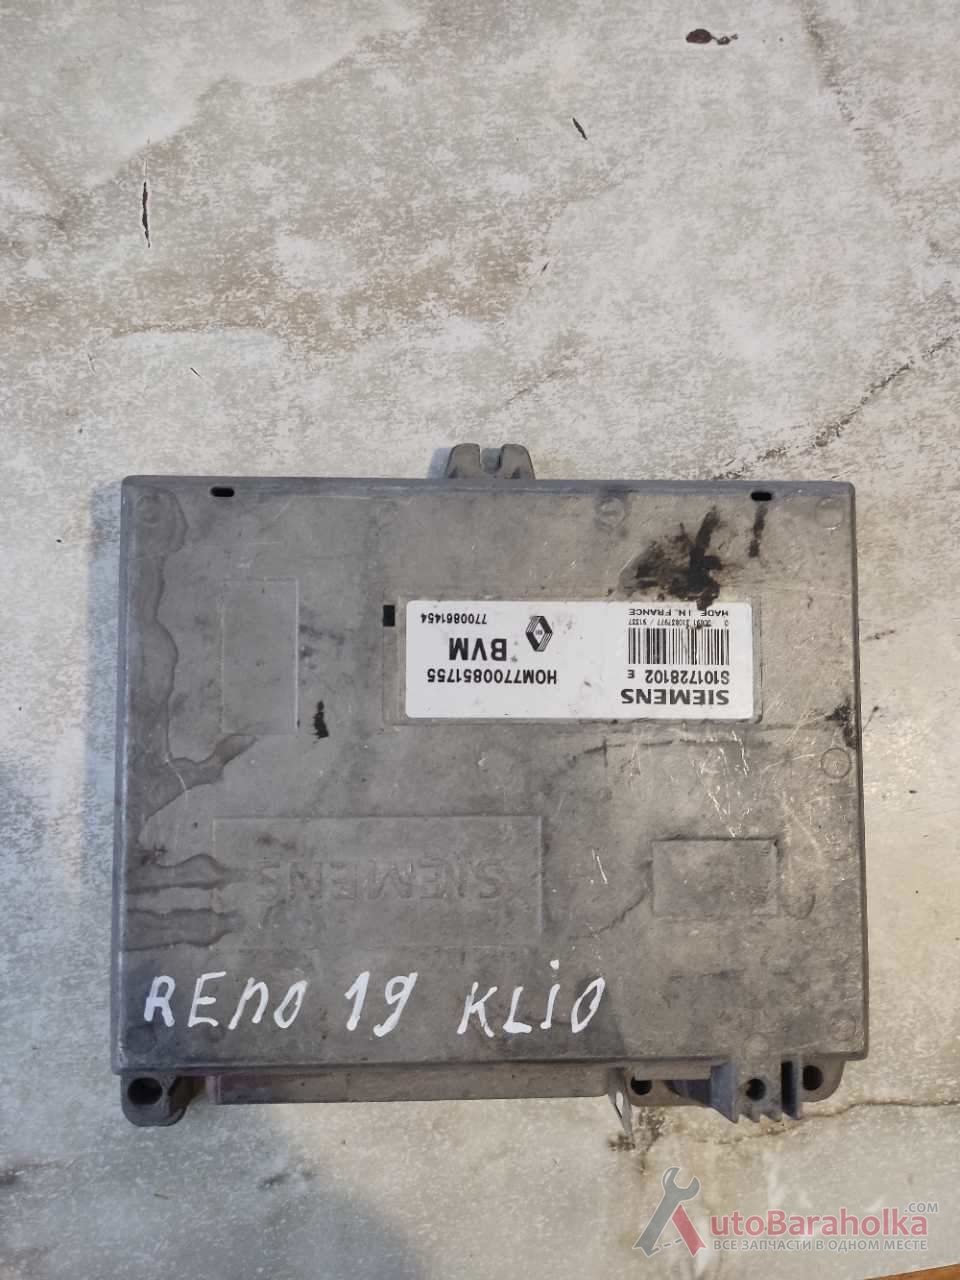 SIEMENS
S101728102 E
MADE IN FRANCE
HOM7700851755
BVM
7700861454
SIEMENS
RENO 19 KLIO
AutoBaraholka.COM
ВСЕ ЗАПЧАСТИ В ОДНОМ МЕСТЕ